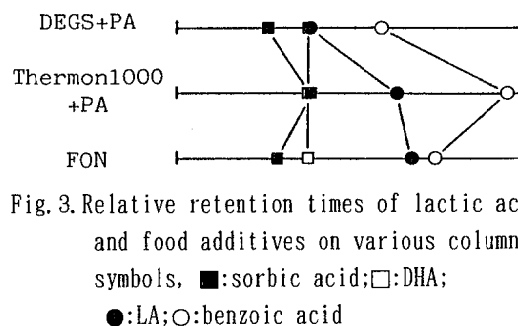 DEGS+PA
Thermon1000
+PA
FON
Fig. 3. Relative retention times of lactic ac
and food additives on various column
symbols, ■:sorbic acid;□:DHA;
●:LA;○:benzoic acid